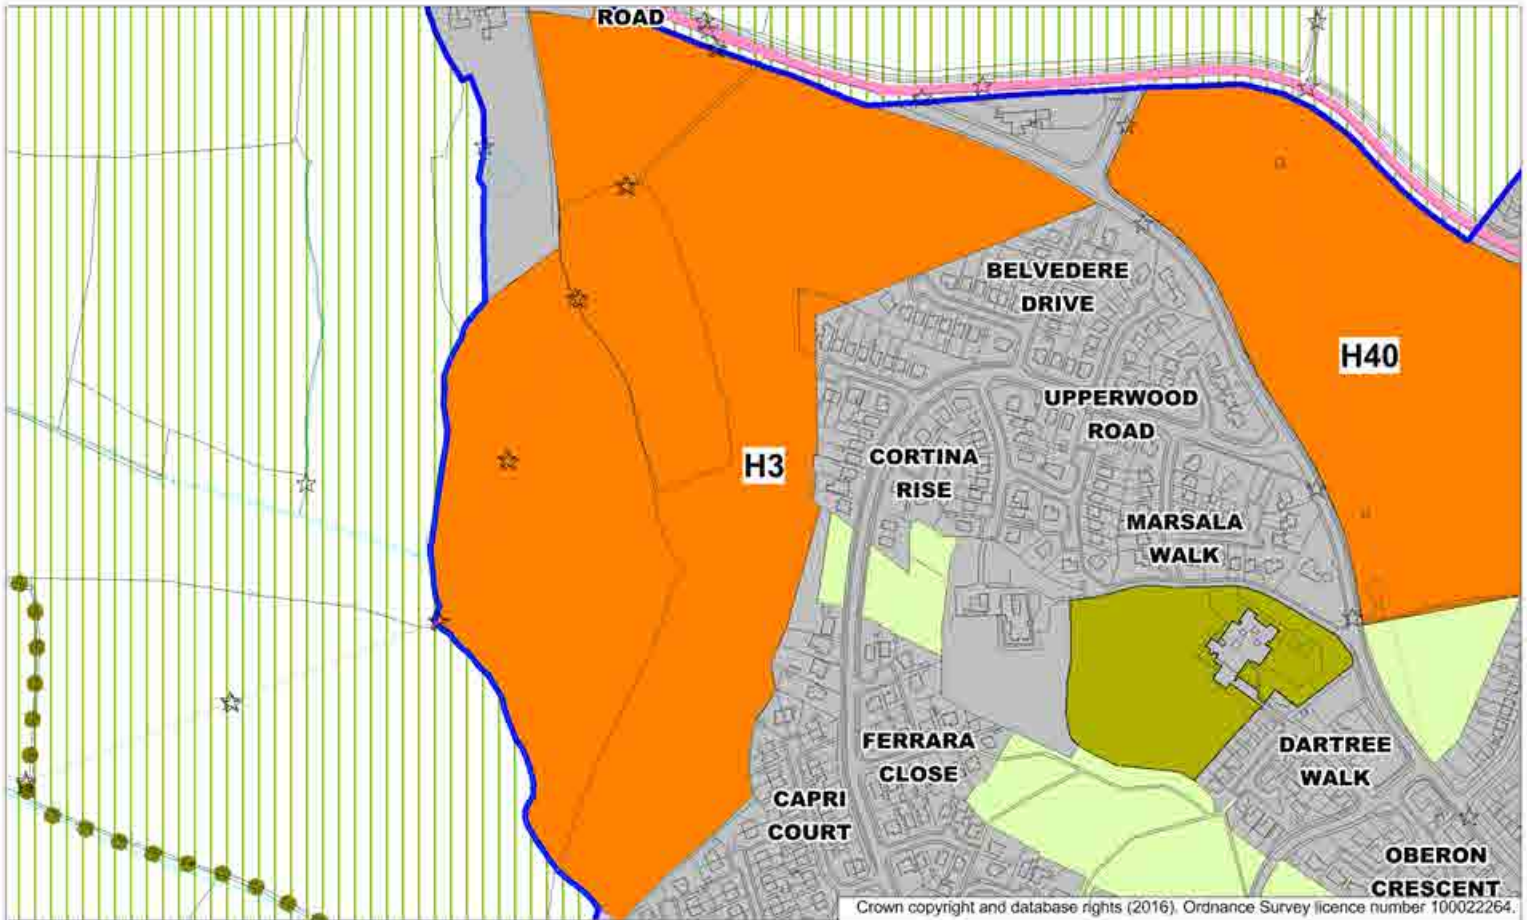 ROAD
BELVEDERE
DRIVE
H40
UPPERWOOD
ROAD
H3
CORTINA
RISE
MARSALA
WALK
FERRARA
CLOSE
DARTREE
WALK
CAPRI
COURT
OBERON
CRESCENT
Crown copyright and database rights (2016). Ordnance Survey licence number 100022264.